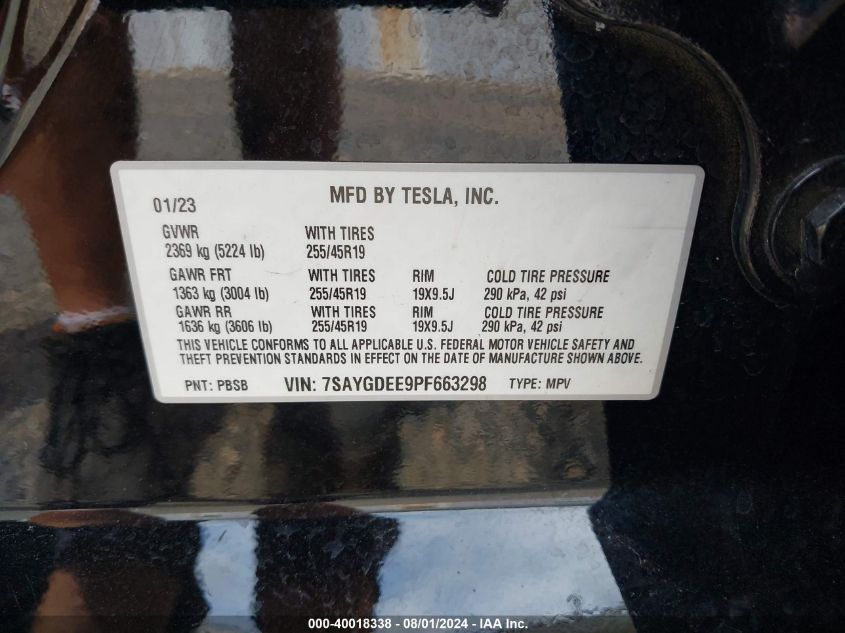 MFD BY TESLA, INC.
01/23
GVWR WITH TIRES
2369 kg (5224 lb) 255/45R19
GAWR FRT WITH TIRES RIM COLD TIRE PRESSURE
1363 kg (3004 lb) 255/45R19 19X9.5J 290 kPa, 42 psi
GAWR RR WITH TIRES RIM COLD TIRE PRESSURE
1636 kg (3606 lb) 255/45R19 19X9.5J 290 kPa, 42 psi
THIS VEHICLE CONFORMS TO ALL APPLICABLE U.S. FEDERAL MOTOR VEHICLE SAFETY AND
THEFT PREVENTION STANDARDS IN EFFECT ON THE DATE OF MANUFACTURE SHOWN ABOVE.
PNT: PBSB VIN: 7SAYGDEE9PF663298 TYPE: MPV
000-40018338 - 08/01/2024 - IAA Inc.